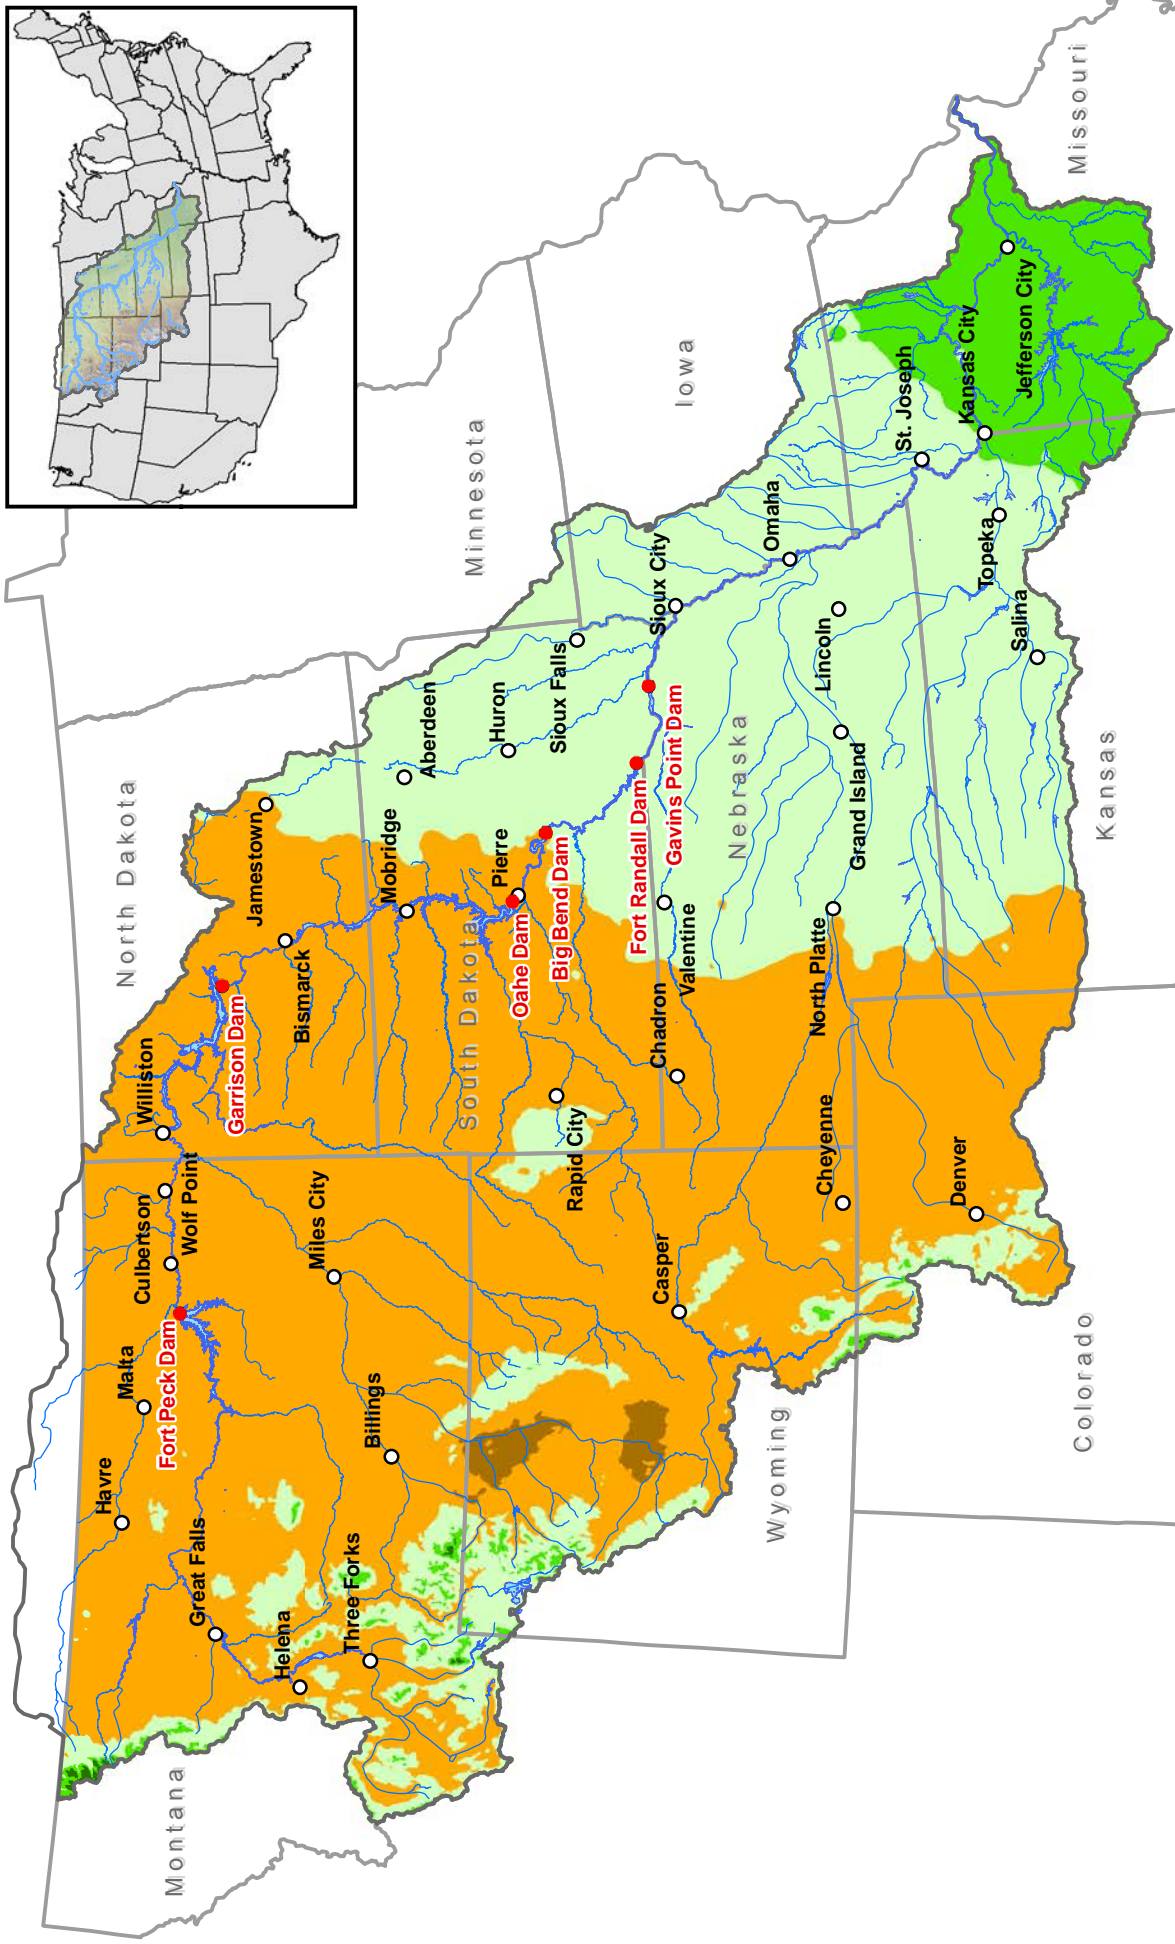 Montana
North Dakota
Minnesota
South Dakota
Iowa
Nebraska
Wyoming
Colorado
Kansas
Missouri
Havre
Malta
Fort Peck Dam
Culbertson
Wolf Point
Williston
Garrison Dam
Great Falls
Helena
Three Forks
Billings
Miles City
Bismarck
Jamestown
Mobridge
Aberdeen
Huron
Pierre
Oahe Dam
Big Bend Dam
Rapid City
Sioux Falls
Fort Randall Dam
Gavins Point Dam
Sioux City
Valentine
Chadron
Casper
Omaha
Lincoln
Grand Island
North Platte
Cheyenne
Denver
St. Joseph
Kansas City
Jefferson City
Topeka
Salina